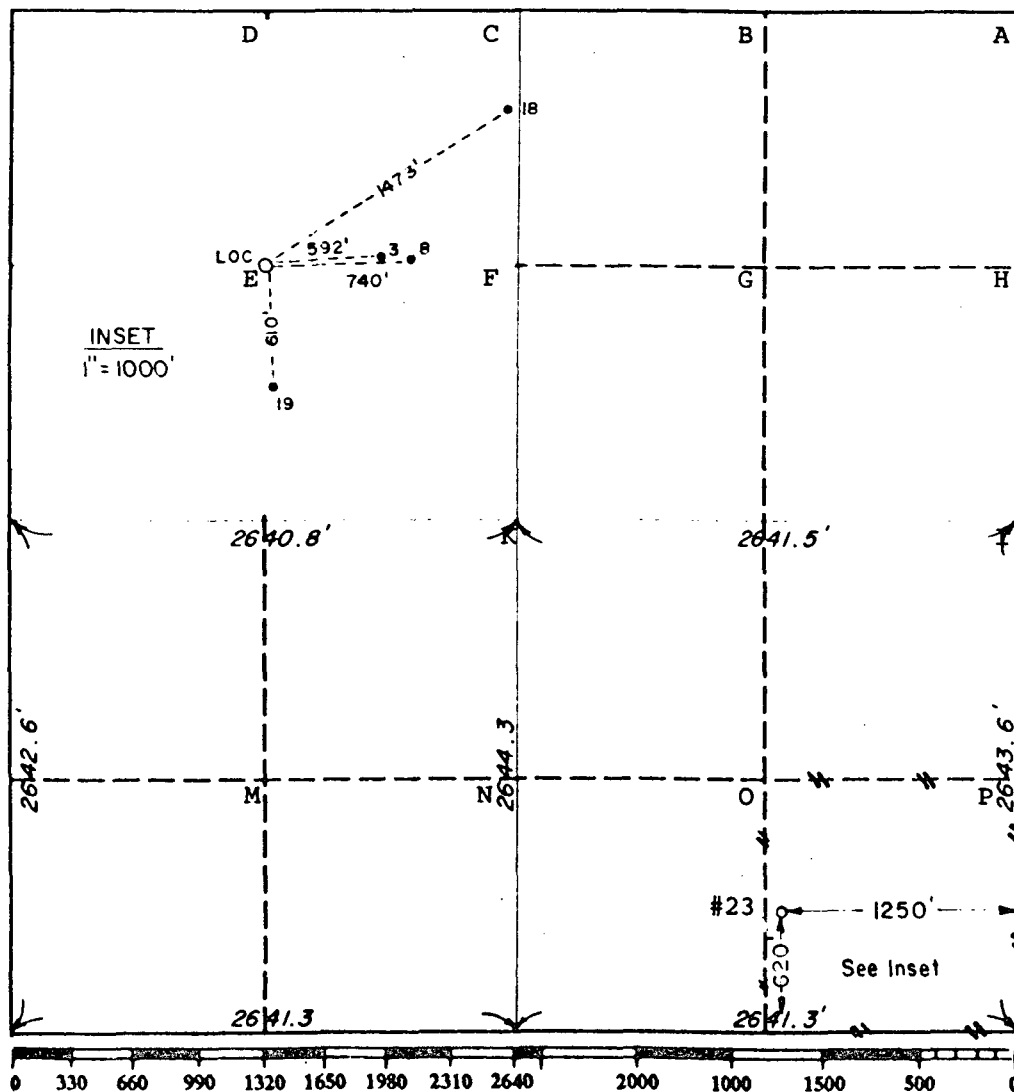 D C B A
18
1473'
LOC 592' 3 8
E 740' F G H
610'
INSET
1"=1000'
19
2640.8' K 2641.5' I
2642.6' 2644.3 2643.6'
M N O P
#23 1250'
620'
See Inset
2641.3 2641.3'
0 330 660 990 1320 1650 1980 2310 2640 2000 1000 1500 500 0